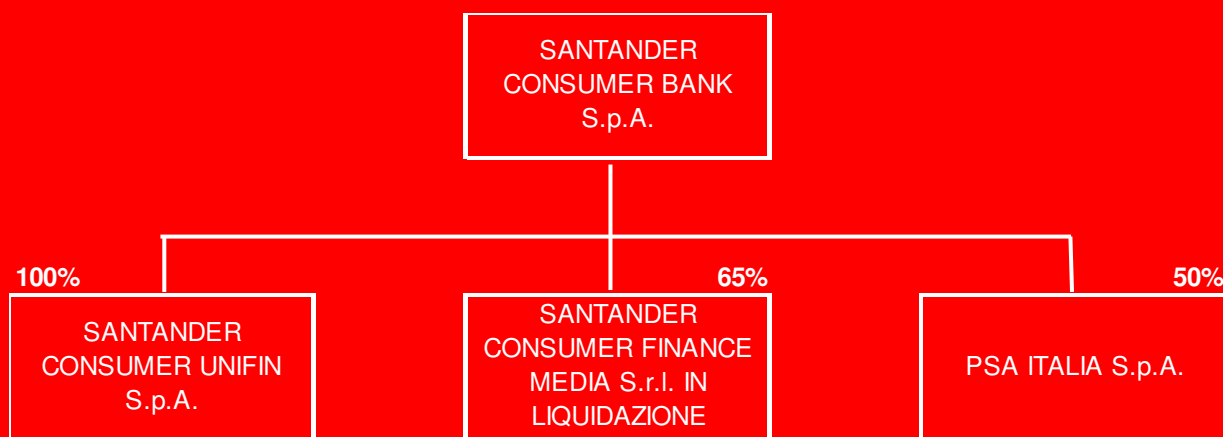 SANTANDER
CONSUMER BANK
S.p.A.
100%
65%
50%
SANTANDER
CONSUMER UNIFIN
S.p.A.
SANTANDER
CONSUMER FINANCE
MEDIA S.r.l. IN
LIQUIDAZIONE
PSA ITALIA S.p.A.